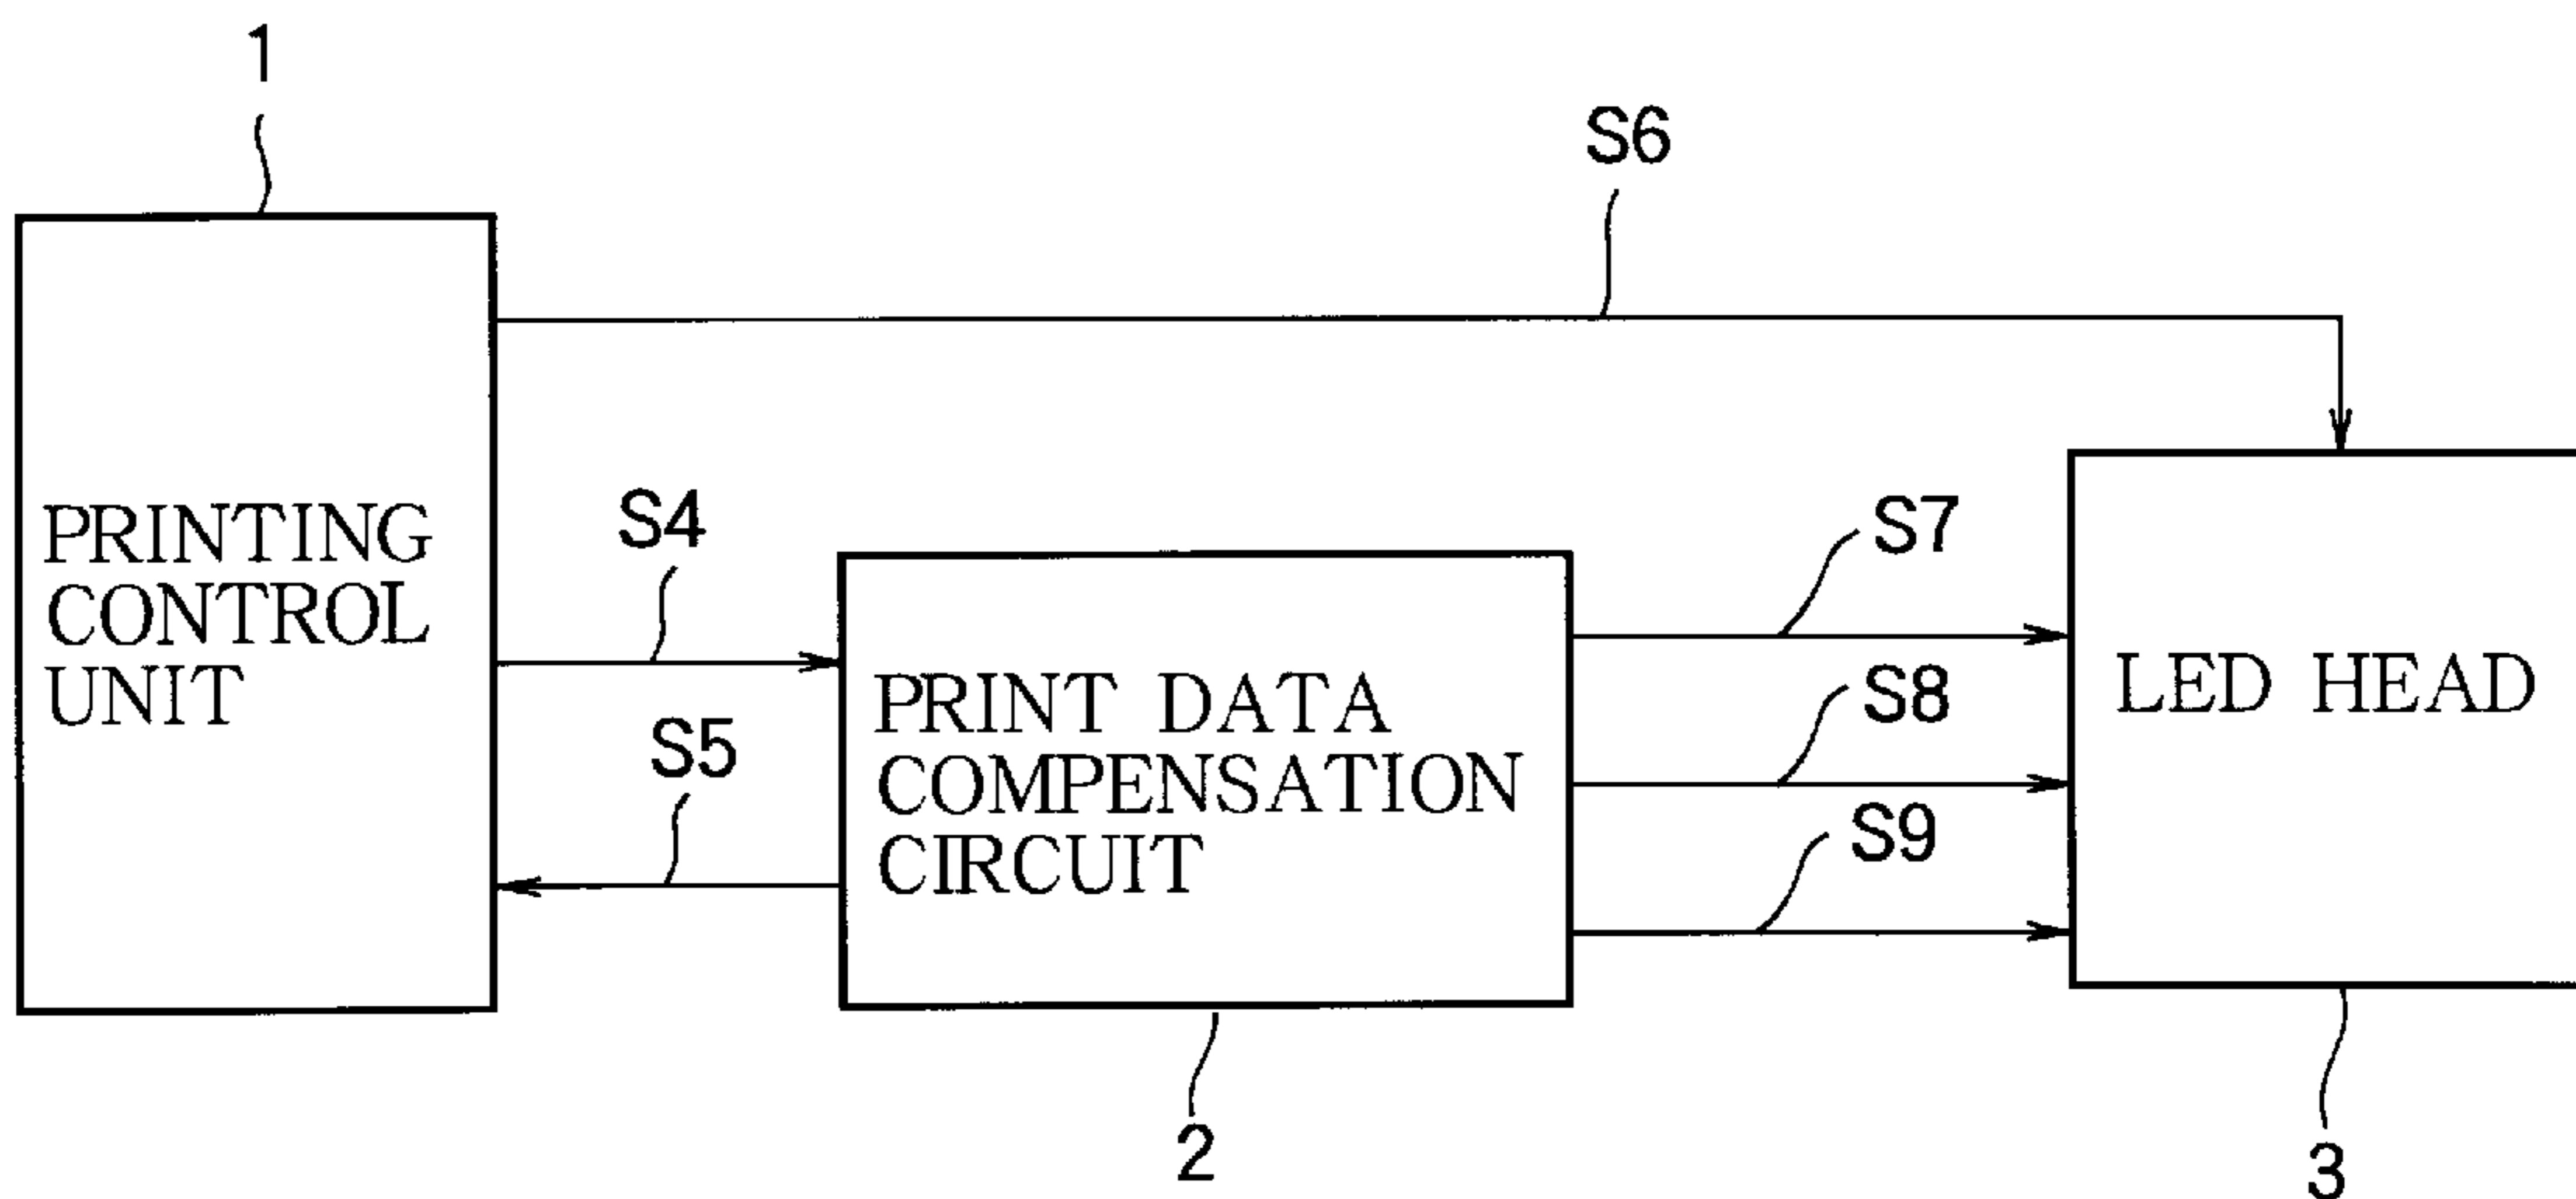 1
S6
PRINTING
CONTROL
UNIT
S4
S5
PRINT DATA
COMPENSATION
CIRCUIT
S7
S8
S9
LED HEAD
2
3